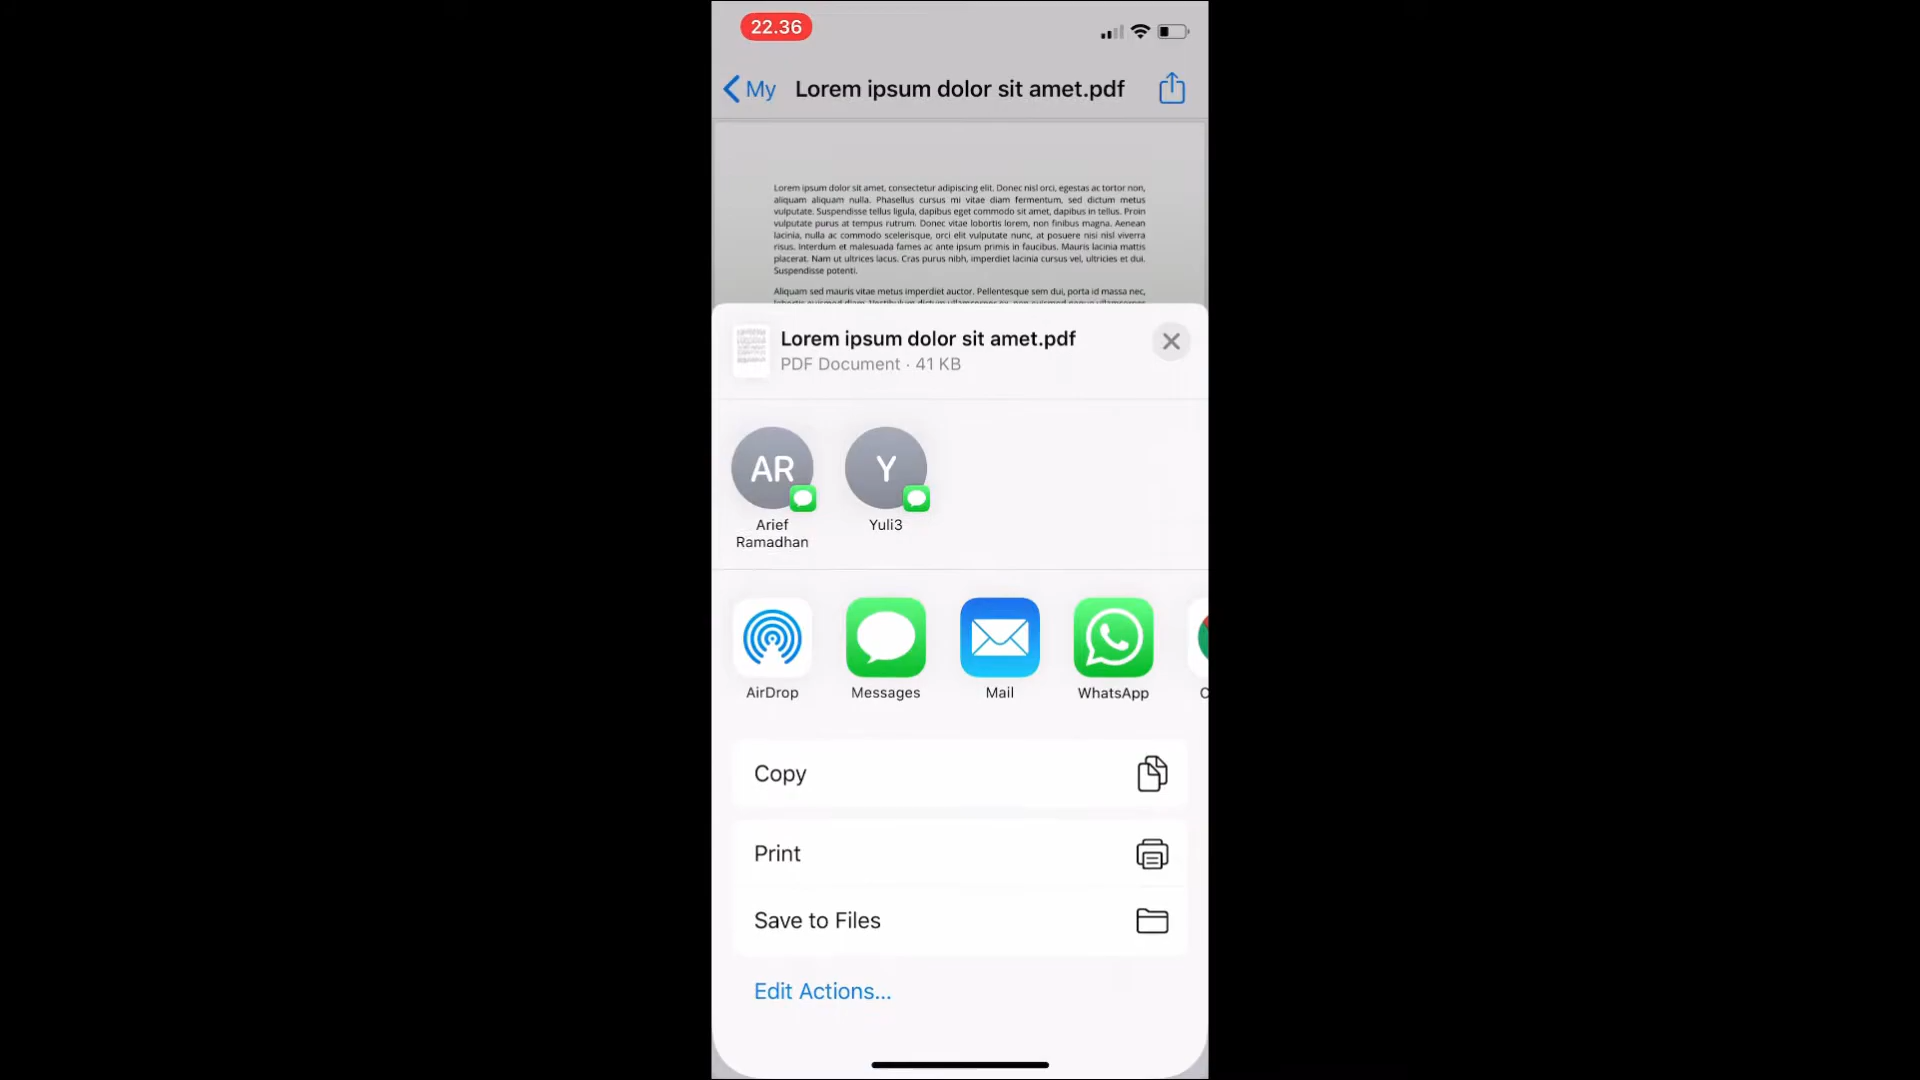 22.36
My
Lorem ipsum dolor sit amet.pdf
Lorem ipsum dolor sit amet, consectetur adipiscing elit. Donec nisl orci, egestas ac tortor non,
aliquam aliquam nulla. Phasellus cursus mi vitae diam fermentum, sed dictum metus
vulputate. Suspendisse tellus ligula, dapibus eget commodo sit amet, dapibus in tellus. Proin
vulputate purus at tempus rutrum. Donec vitae lobortis lorem, non finibus magna. Aenean
lacinia, nulla ac commodo scelerisque, orci elit vulputate nunc, at posuere nisi nisl viverra
risus. Interdum et malesuada fames ac ante ipsum primis in faucibus. Mauris lacinia mattis
placerat. Nam ut ultrices lacus. Cras purus nibh, imperdiet lacinia cursus vel, ultricies et dui.
Suspendisse potenti.
Aliquam sed mauris vitae metus imperdiet auctor. Pellentesque sem dui, porta id massa nec,
Lorem ipsum dolor sit amet.pdf
PDF Document · 41 KB
AR
Y
Arief
Ramadhan
Yuli3
AirDrop
Messages
Mail
WhatsApp
C
Copy
Print
Save to Files
Edit Actions...